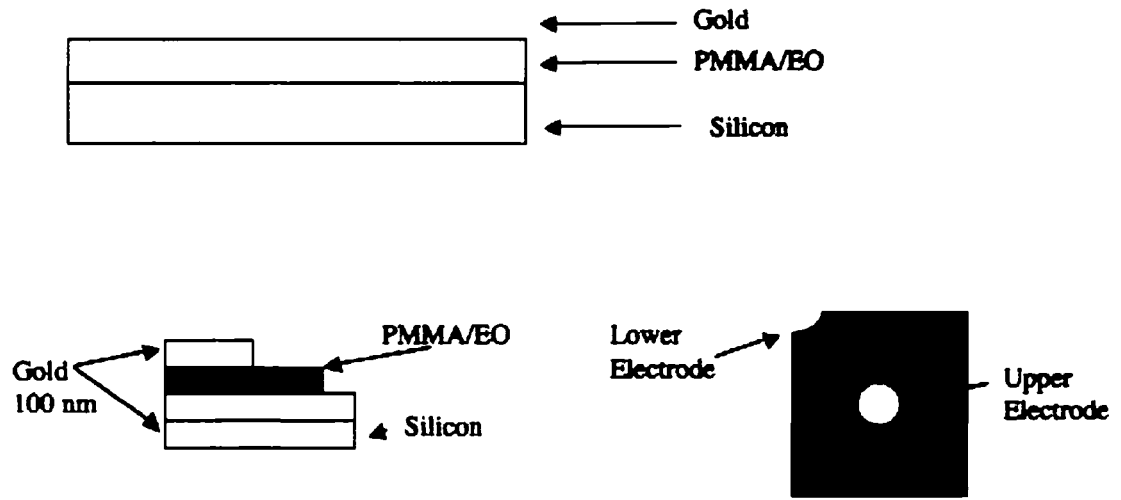 Gold
PMMA/EO
Silicon
PMMA/EO
Gold
100 nm
Silicon
Lower
Electrode
Upper
Electrode